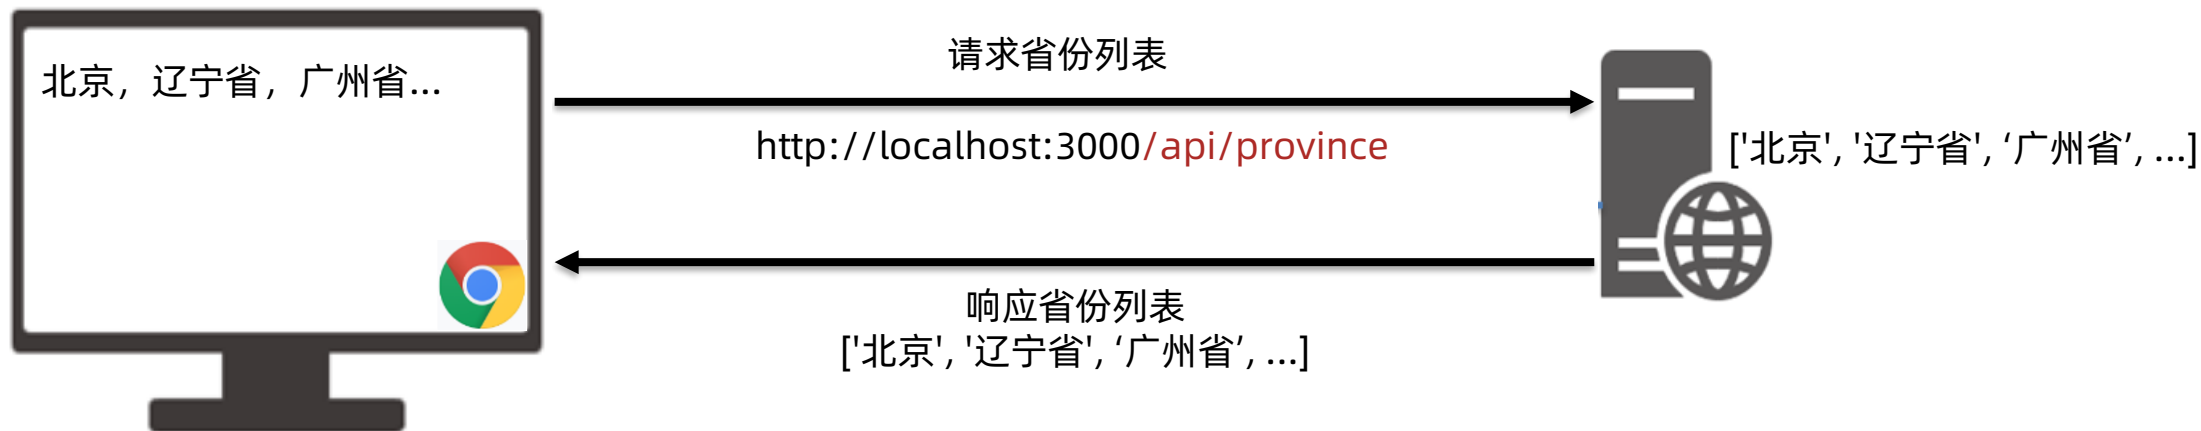 北京，辽宁省，广州省...
请求省份列表
http://localhost:3000/api/province
['北京', '辽宁省', ‘广州省’, ...]
响应省份列表
['北京', '辽宁省', ‘广州省’, ...]